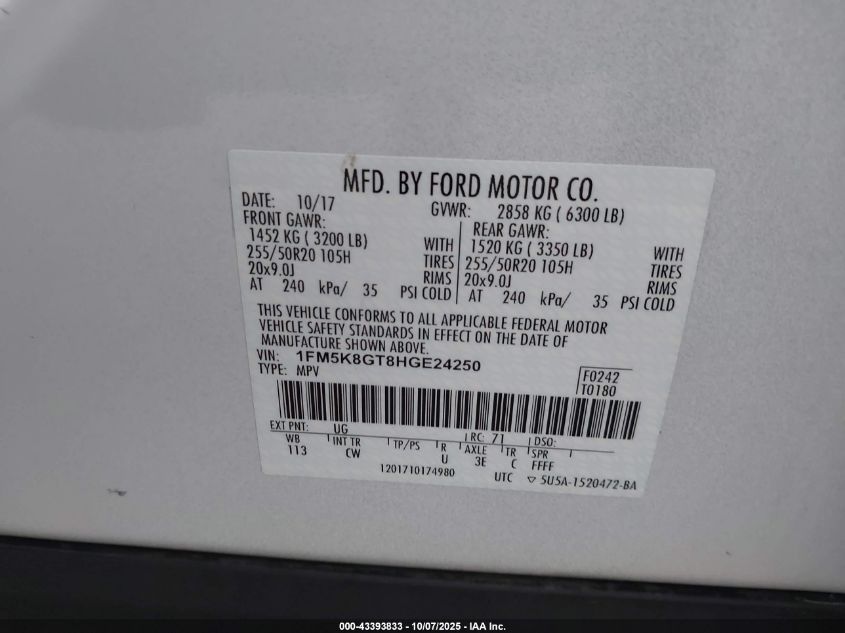 MFD. BY FORD MOTOR CO.
DATE: 10/17 GVWR: 2858 KG ( 6300 LB)
FRONT GAWR: REAR GAWR:
1452 KG ( 3200 LB) WITH 1520 KG ( 3350 LB) WITH
255/50R20 105H TIRES 255/50R20 105H TIRES
20x9.0J RIMS 20x9.0J RIMS
AT 240 kPa/ 35 PSI COLD AT 240 kPa/ 35 PSI COLD
THIS VEHICLE CONFORMS TO ALL APPLICABLE FEDERAL MOTOR
VEHICLE SAFETY STANDARDS IN EFFECT ON THE DATE OF
MANUFACTURE SHOWN ABOVE.
VIN: 1FM5K8GT8HGE24250
TYPE: MPV
F0242
T0180
EXT PNT: UG RC: 71 DSO:
WB INT TR TP/PS R AXLE TR SPR
113 CW U 3E C FFFF
1201710174980 UTC ▽ 5U5A-1520472-BA
000-43393833 - 10/07/2025 - IAA Inc.